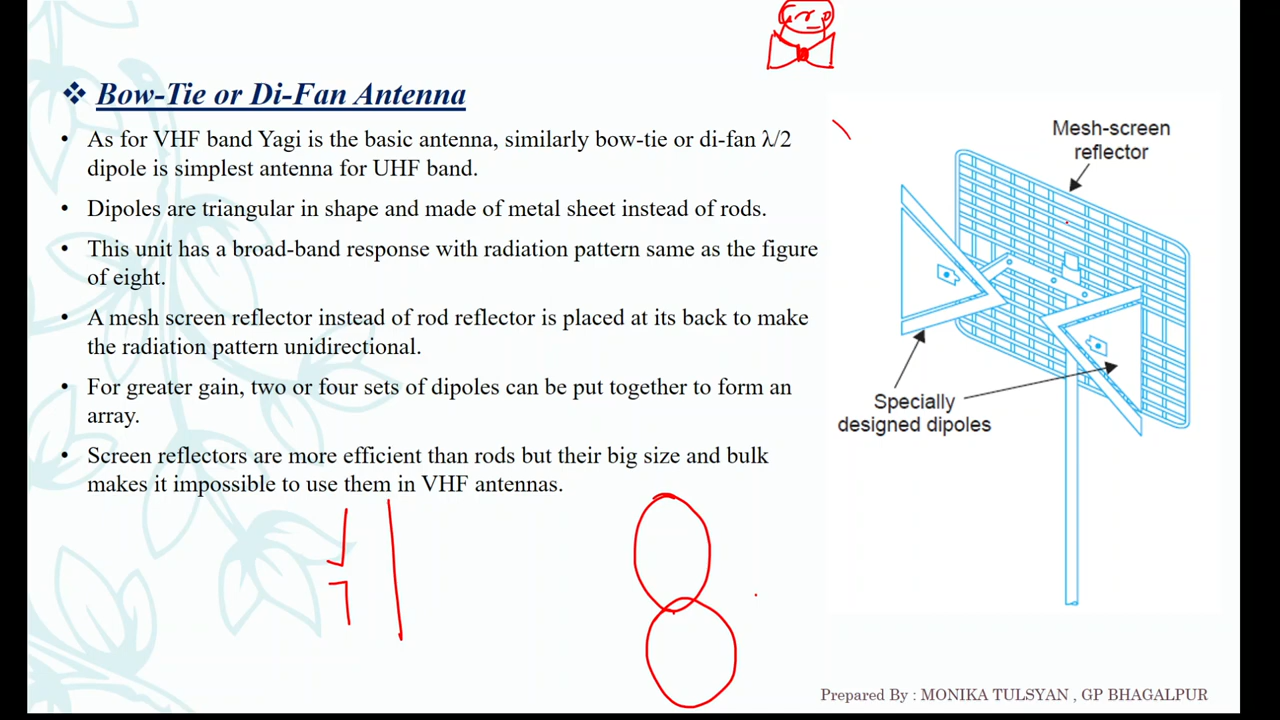 ❖ Bow-Tie or Di-Fan Antenna
• As for VHF band Yagi is the basic antenna, similarly bow-tie or di-fan λ/2
dipole is simplest antenna for UHF band.
• Dipoles are triangular in shape and made of metal sheet instead of rods.
• This unit has a broad-band response with radiation pattern same as the figure
of eight.
• A mesh screen reflector instead of rod reflector is placed at its back to make
the radiation pattern unidirectional.
• For greater gain, two or four sets of dipoles can be put together to form an
array.
• Screen reflectors are more efficient than rods but their big size and bulk
makes it impossible to use them in VHF antennas.
Mesh-screen
reflector
Specially
designed dipoles
Prepared By : MONIKA TULSYAN , GP BHAGALPUR